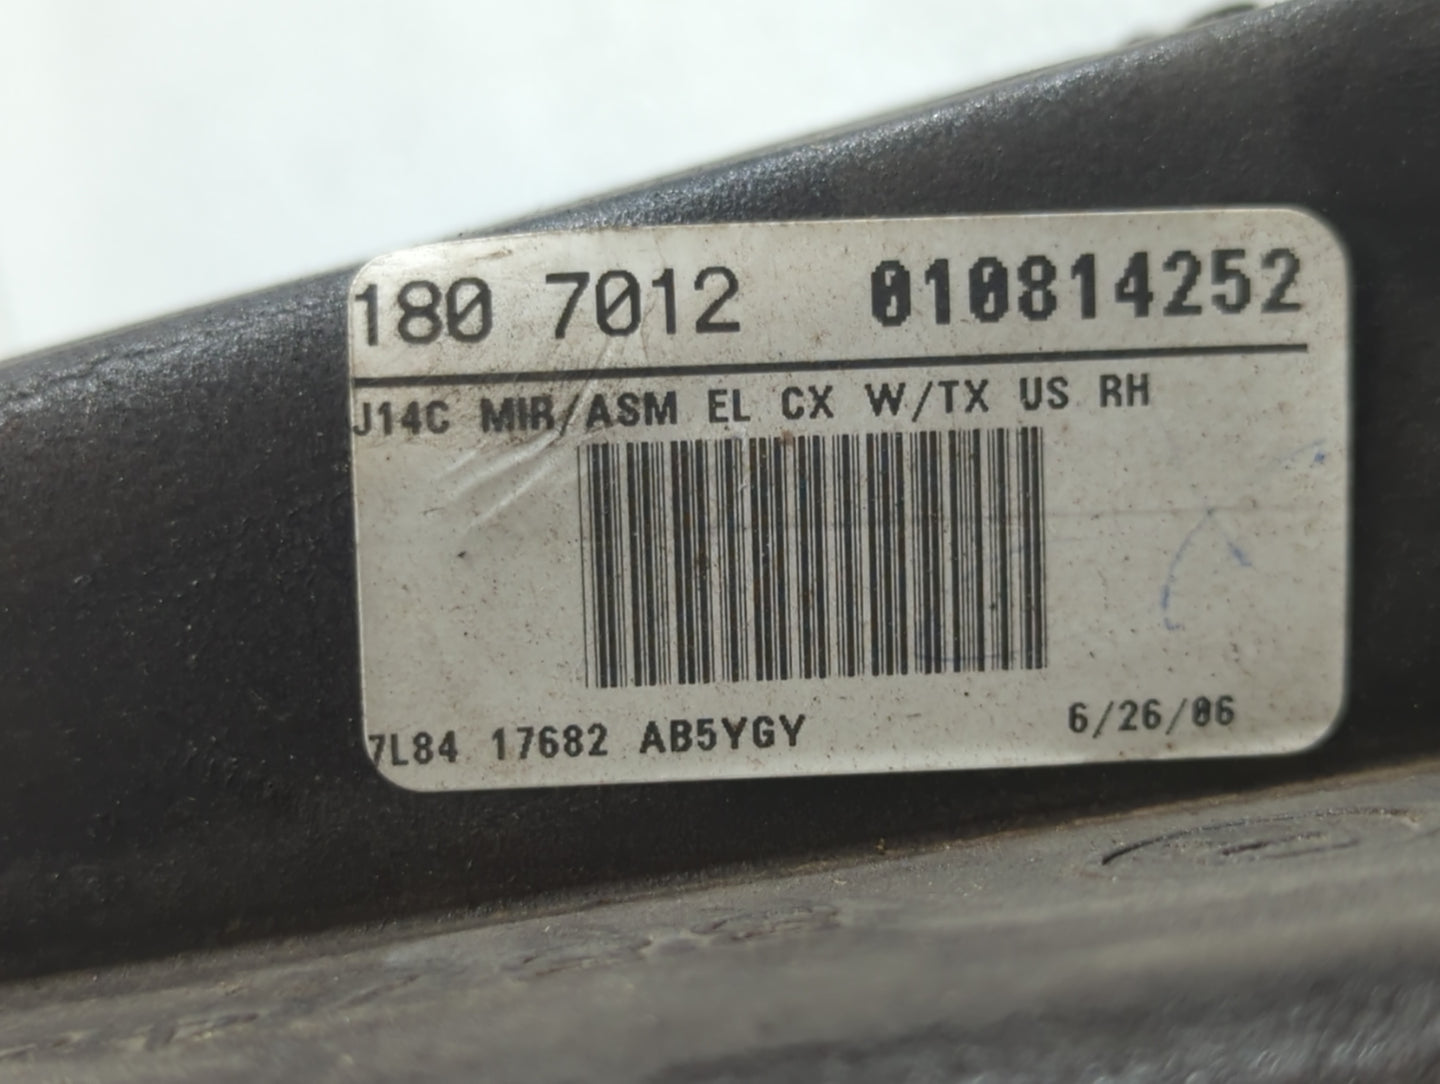 180 7012 010814252
J14C MIR/ASM EL CX W/TX US RH
7L84 17682 AB5YGY 6/26/06